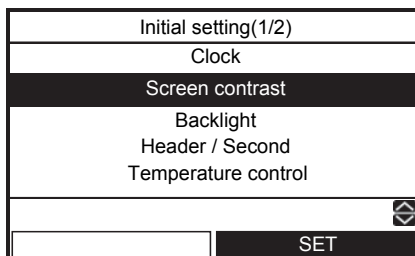 Initial setting(1/2)
Clock
Screen contrast
Backlight
Header / Second
Temperature control
SET